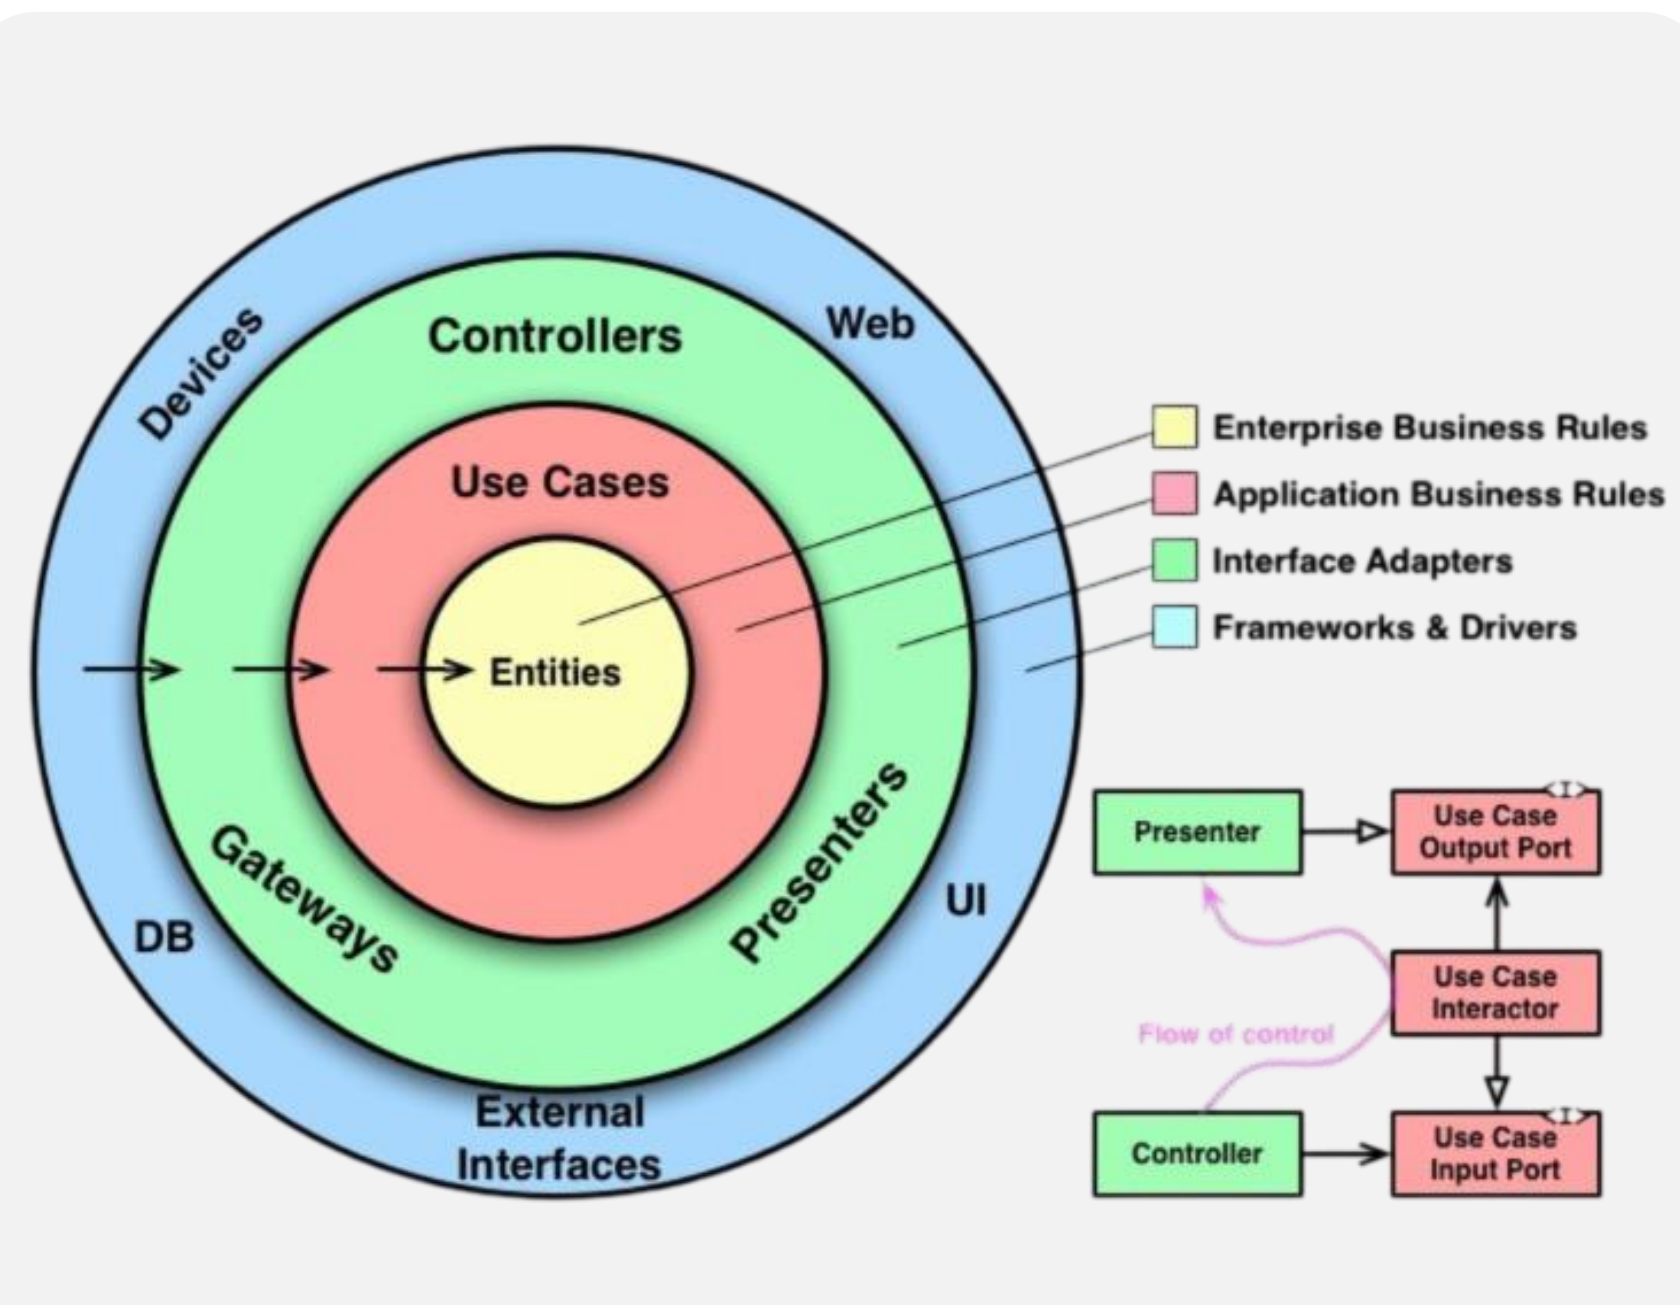 Devices
Web
Controllers
Use Cases
Entities
Gateways
Presenters
DB
UI
External
Interfaces
Enterprise Business Rules
Application Business Rules
Interface Adapters
Frameworks & Drivers
Presenter
<I>
Use Case
Output Port
Use Case
Interactor
Flow of control
Controller
<I>
Use Case
Input Port